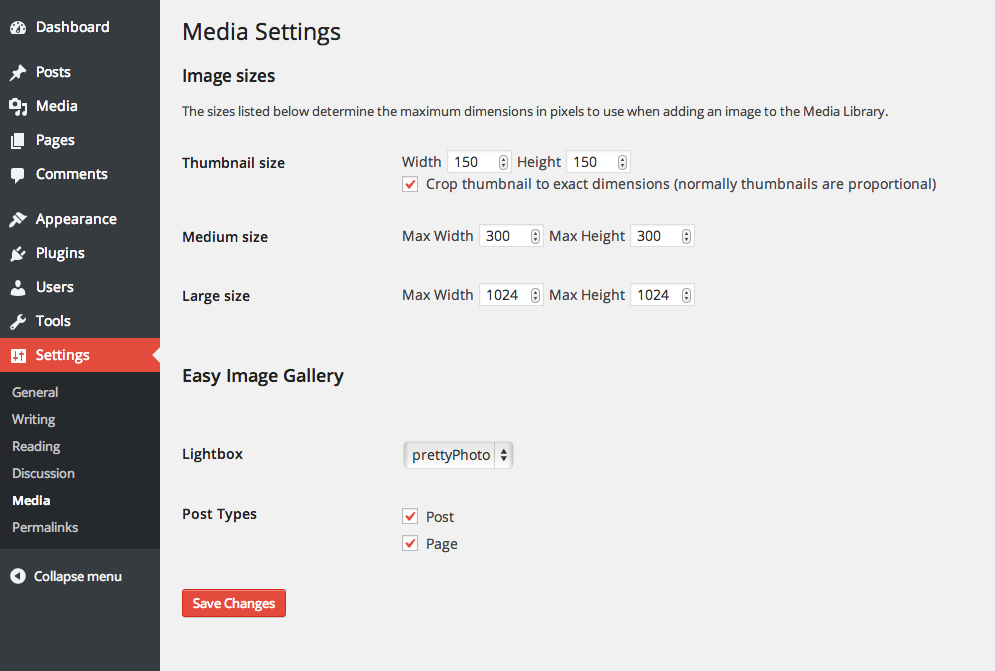 Dashboard
Posts
Media
Pages
Comments
Appearance
Plugins
Users
Tools
Settings
General
Writing
Reading
Discussion
Media
Permalinks
Collapse menu
Media Settings
Image sizes
The sizes listed below determine the maximum dimensions in pixels to use when adding an image to the Media Library.
Thumbnail size
Width 150 Height 150
Crop thumbnail to exact dimensions (normally thumbnails are proportional)
Medium size
Max Width 300 Max Height 300
Large size
Max Width 1024 Max Height 1024
Easy Image Gallery
Lightbox
prettyPhoto
Post Types
Post
Page
Save Changes